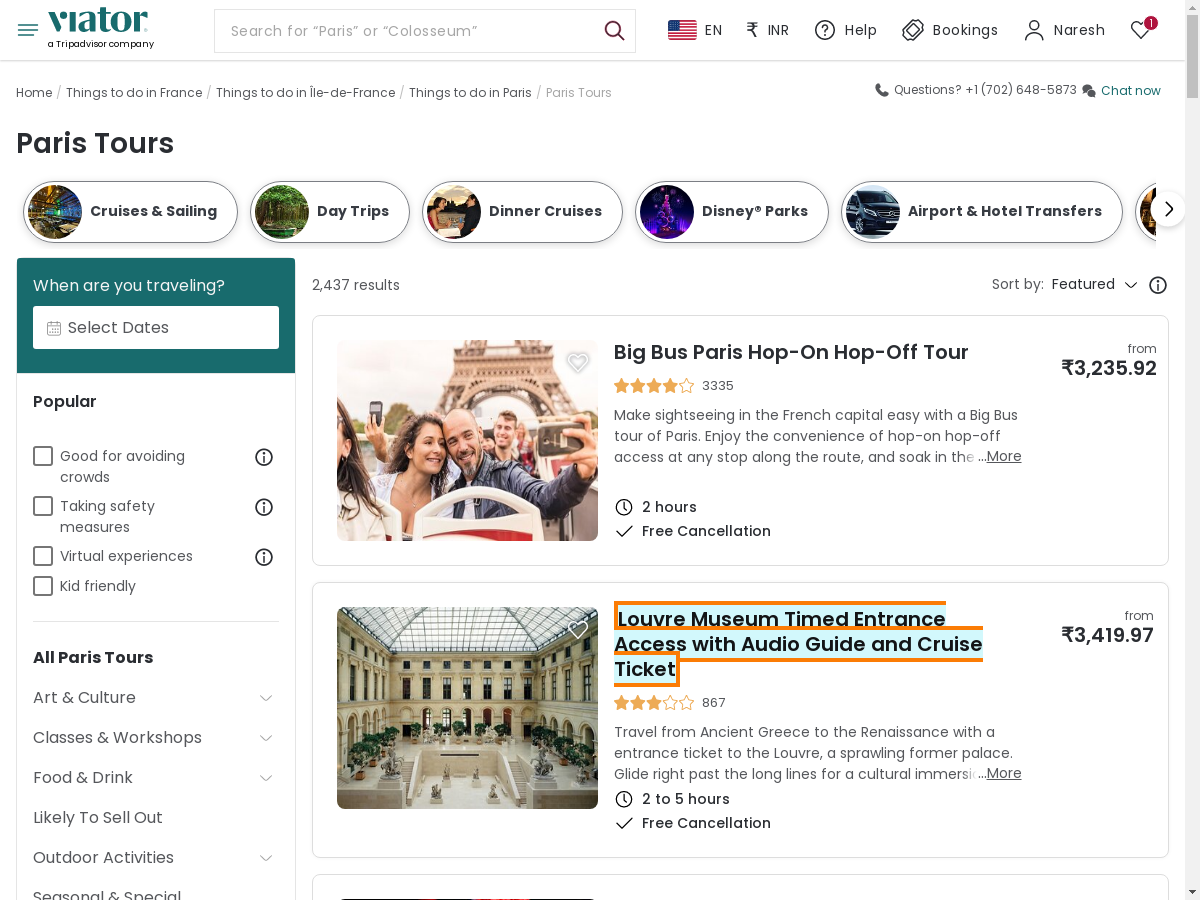 viator
a Tripadvisor company
Search for “Paris” or “Colosseum”
EN
₹ INR
Help
Bookings
Naresh
1
Home / Things to do in France / Things to do in Île-de-France / Things to do in Paris / Paris Tours
Questions? +1 (702) 648-5873 Chat now
Paris Tours
Cruises & Sailing
Day Trips
Dinner Cruises
Disney® Parks
Airport & Hotel Transfers
When are you traveling?
Select Dates
Popular
Good for avoiding
crowds
Taking safety
measures
Virtual experiences
Kid friendly
All Paris Tours
Art & Culture
Classes & Workshops
Food & Drink
Likely To Sell Out
Outdoor Activities
Seasonal & Special
2,437 results
Sort by: Featured
Big Bus Paris Hop-On Hop-Off Tour
3335
Make sightseeing in the French capital easy with a Big Bus
tour of Paris. Enjoy the convenience of hop-on hop-off
access at any stop along the route, and soak in the ...More
2 hours
Free Cancellation
from
₹3,235.92
Louvre Museum Timed Entrance
Access with Audio Guide and Cruise
Ticket
867
Travel from Ancient Greece to the Renaissance with a
entrance ticket to the Louvre, a sprawling former palace.
Glide right past the long lines for a cultural ...More
2 to 5 hours
Free Cancellation
from
₹3,419.97